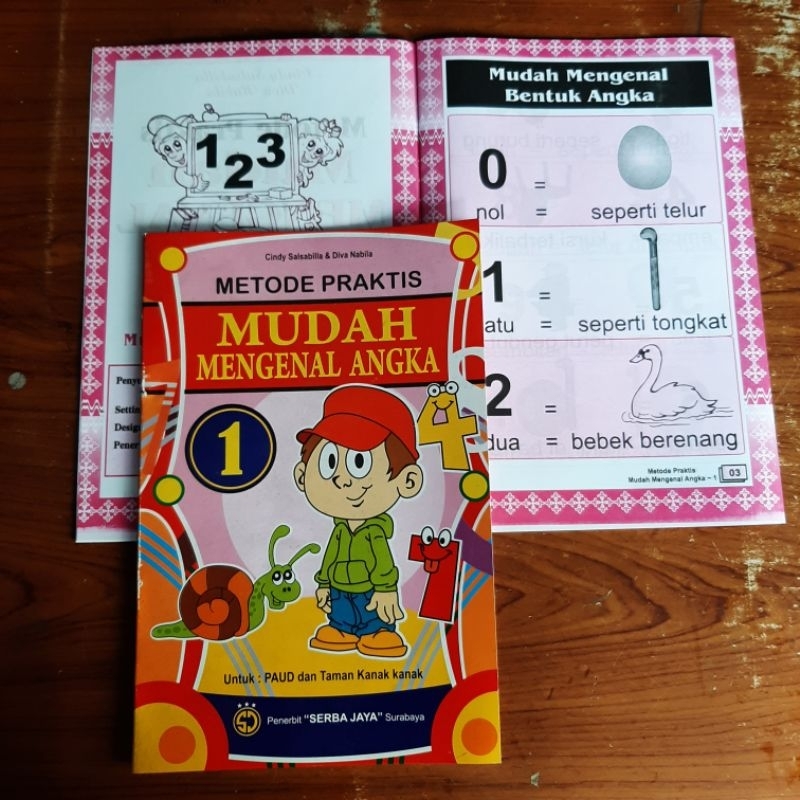 Cindy Salsabilla & Diva Nabila
METODE PRAKTIS
MUDAH
MENGENAL ANGKA
1
4
1
Untuk : PAUD dan Taman Kanak kanak
Penerbit "SERBA JAYA" Surabaya
123
Mudah Mengenal
Bentuk Angka
0 =
nol = seperti telur
1 =
atu = seperti tongkat
2 =
dua = bebek berenang
Metode Praktis
Mudah Mengenal Angka - 1 03